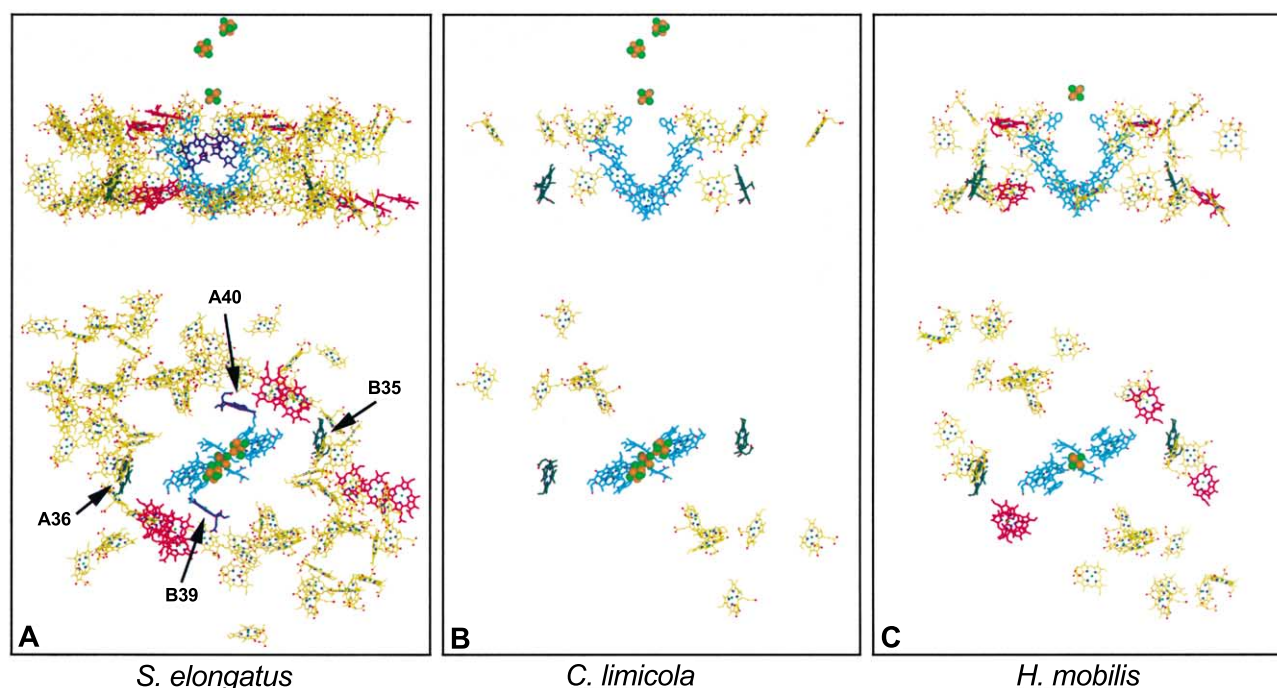 A40
B35
A36
B39
A
B
C
S. elongatus
C. limicola
H. mobilis